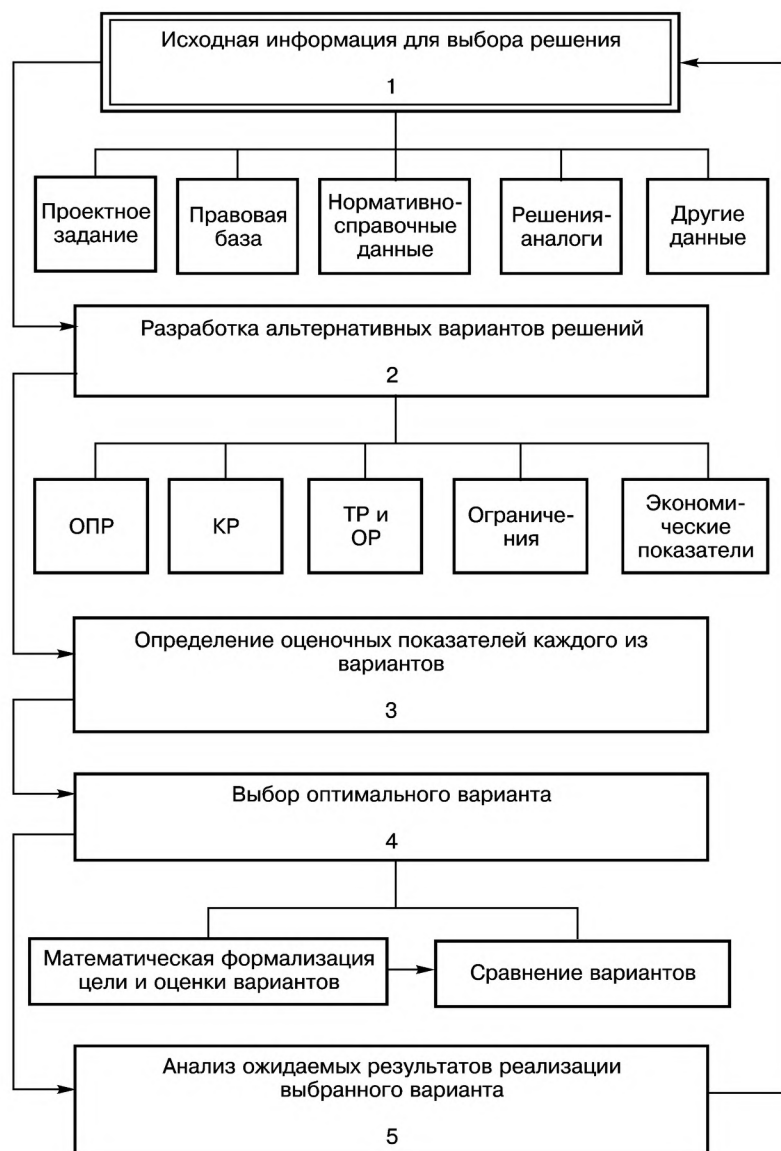 Исходная информация для выбора решения
1
Проектное
задание
Правовая
база
Нормативно-
справочные
данные
Решения-
аналоги
Другие
данные
Разработка альтернативных вариантов решений
2
ОПР
КР
ТР и
ОР
Ограниче-
ния
Экономи-
ческие
показатели
Определение оценочных показателей каждого из
вариантов
3
Выбор оптимального варианта
4
Математическая формализация
цели и оценки вариантов
Сравнение вариантов
Анализ ожидаемых результатов реализации
выбранного варианта
5